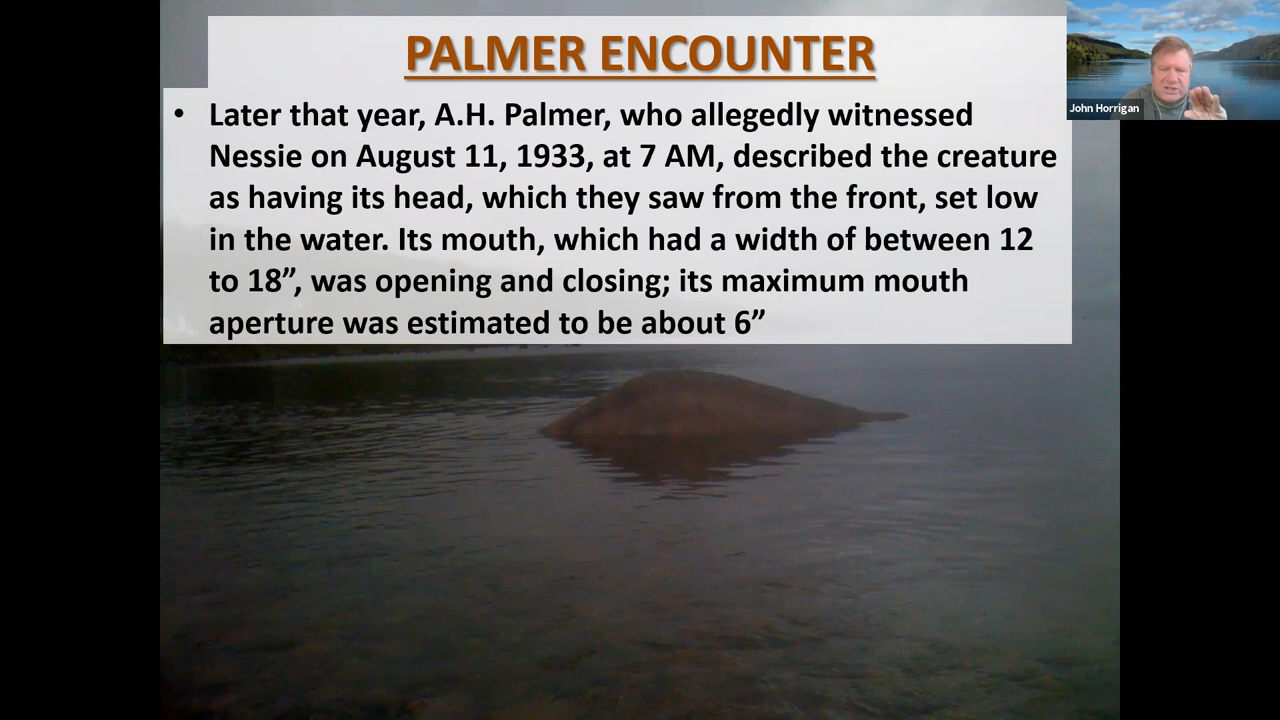 PALMER ENCOUNTER
John Horrigan
• Later that year, A.H. Palmer, who allegedly witnessed
Nessie on August 11, 1933, at 7 AM, described the creature
as having its head, which they saw from the front, set low
in the water. Its mouth, which had a width of between 12
to 18”, was opening and closing; its maximum mouth
aperture was estimated to be about 6”